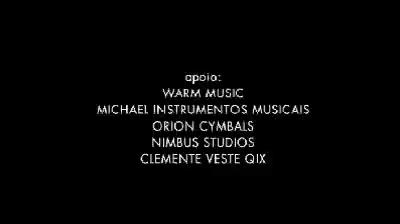 apoio:
WARM MUSIC
MICHAEL INSTRUMENTOS MUSICAIS
ORION CYMBALS
NIMBUS STUDIOS
CLEMENTE VESTE QIX